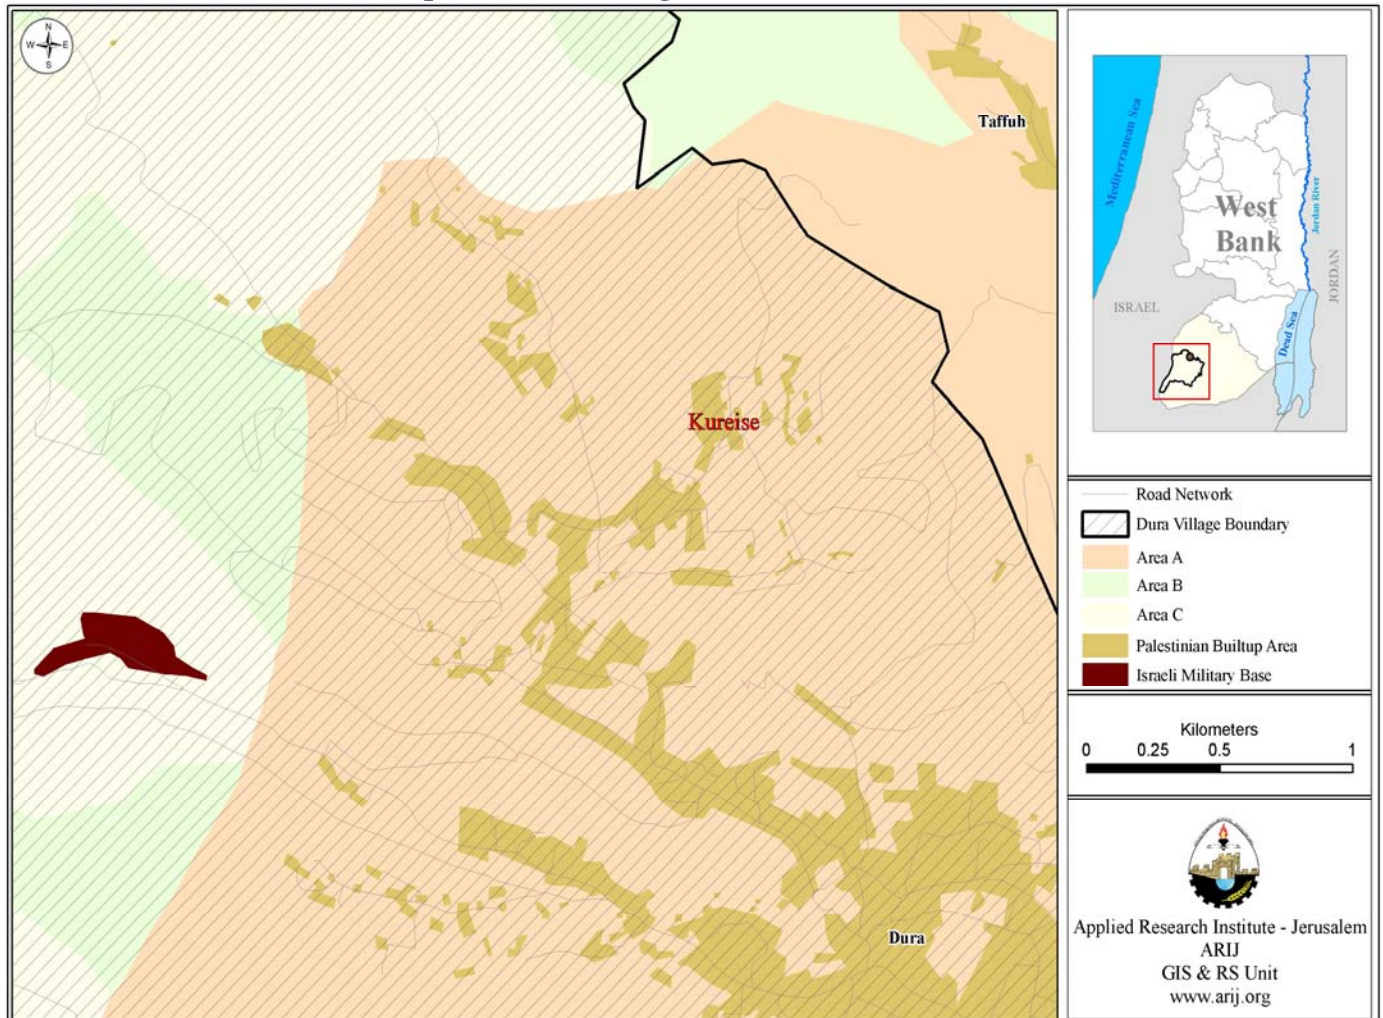 N
W E
S
Taffuh
Kureise
Dura
Mediterranean Sea
West
Bank
Jordan River
JORDAN
ISRAEL
Dead Sea
Road Network
Dura Village Boundary
Area A
Area B
Area C
Palestinian Builtup Area
Israeli Military Base
Kilometers
0 0.25 0.5 1
Applied Research Institute - Jerusalem
ARIJ
GIS & RS Unit
www.arij.org